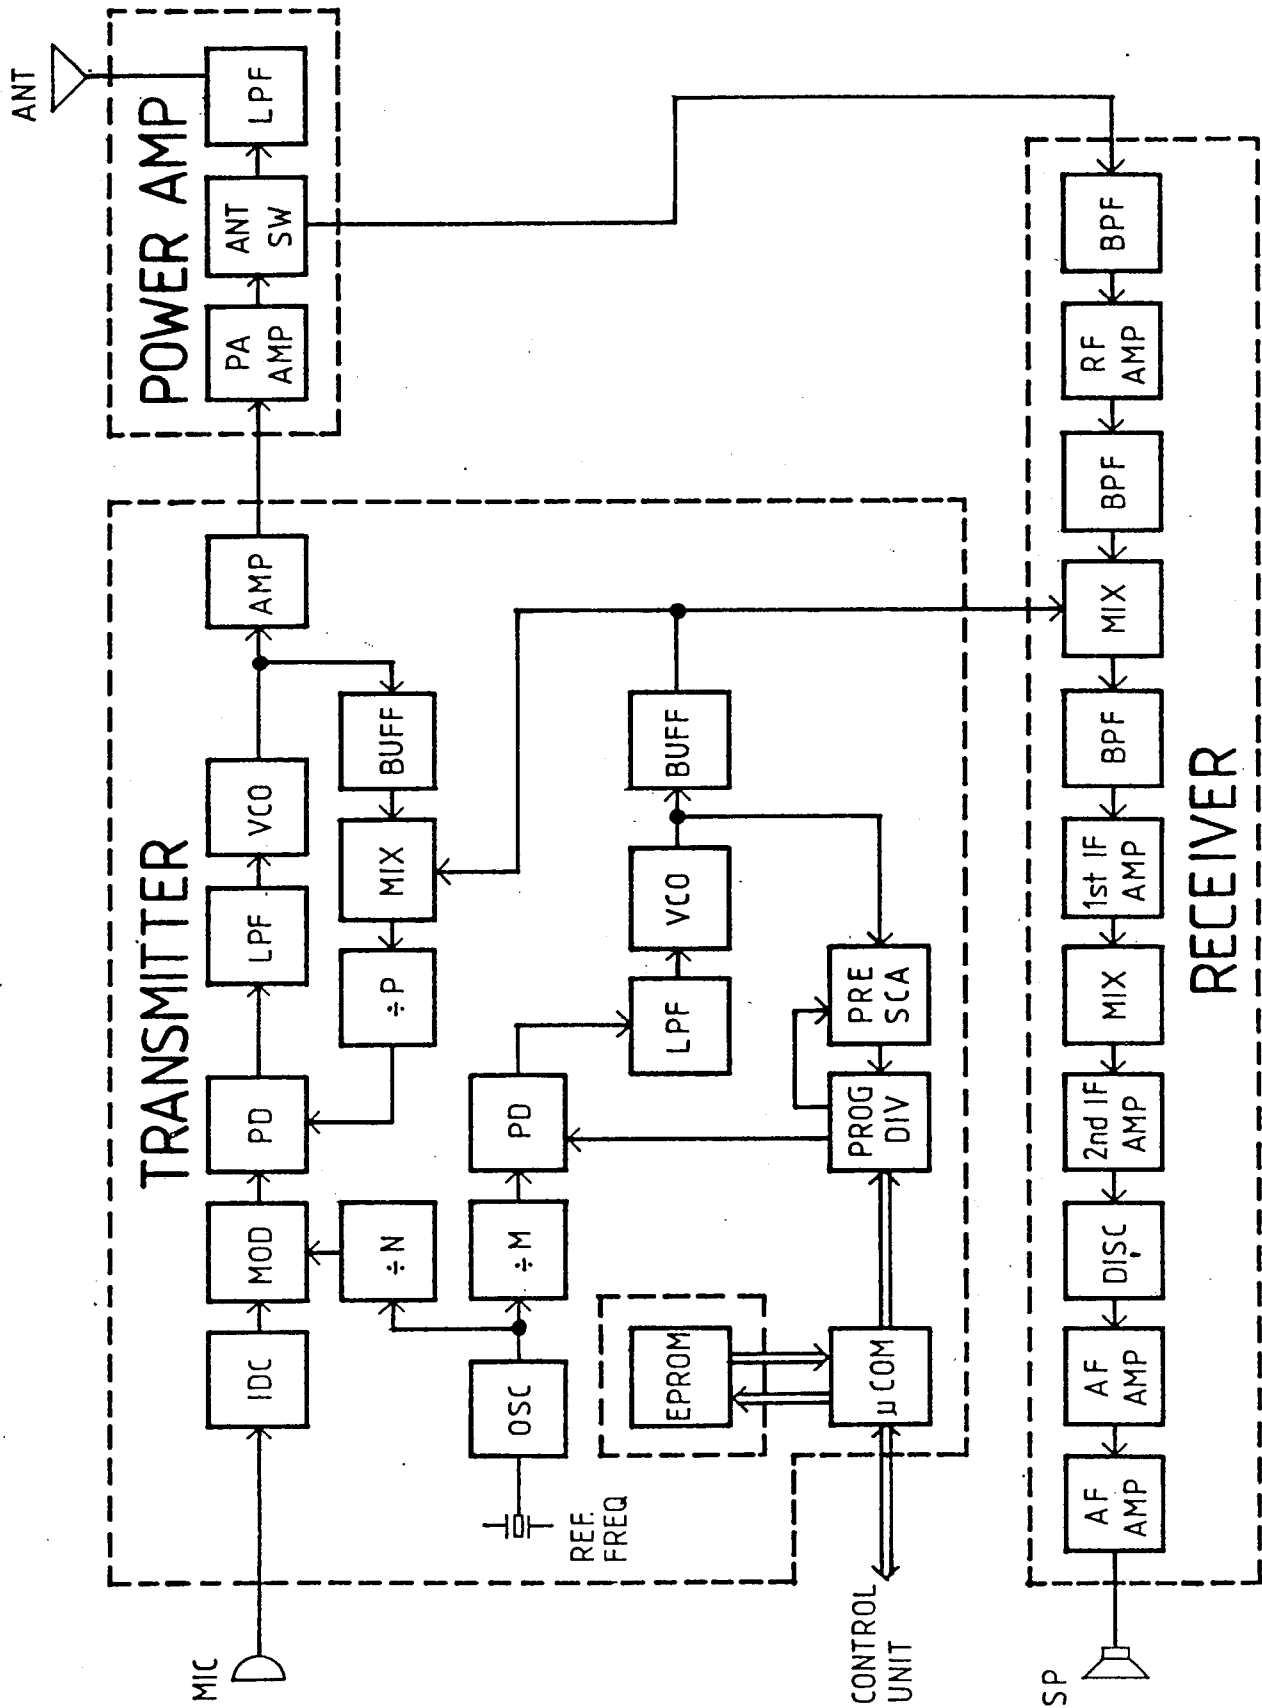 MIC
TRANSMITTER
IDC
MOD
PD
LPF
VCO
AMP
÷N
÷P
MIX
BUFF
REF.
FREQ
OSC
÷M
PD
LPF
VCO
BUFF
EPROM
CONTROL
UNIT
µCOM
PROG
DIV
PRE
SCA
POWER AMP
PA
AMP
ANT
SW
LPF
ANT
SP
AF
AMP
AF
AMP
DISC.
2nd IF
AMP
MIX
1st IF
AMP
BPF
MIX
BPF
RF
AMP
BPF
RECEIVER